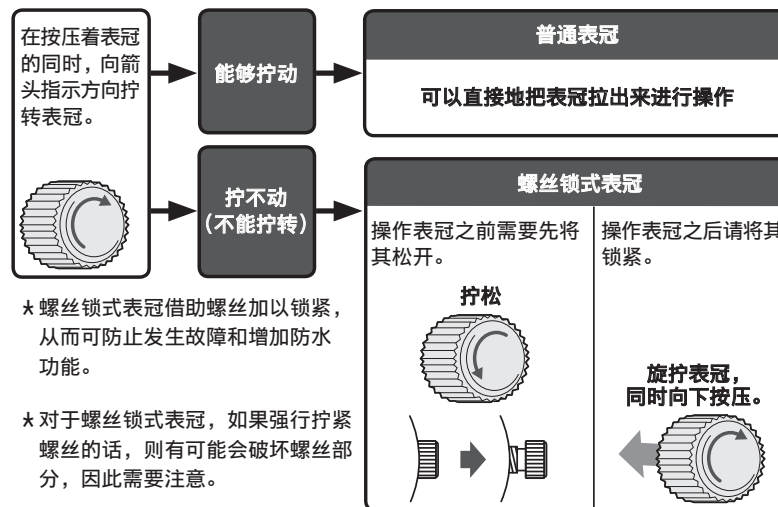 在按压着表冠
的同时，向箭
头指示方向拧
转表冠。
能够拧动
普通表冠
可以直接地把表冠拉出来进行操作
拧不动
（不能拧转）
螺丝锁式表冠
操作表冠之前需要先将
其松开。
拧松
操作表冠之后请将其
锁紧。
旋拧表冠，
同时向下按压。
*螺丝锁式表冠借助螺丝加以锁紧，
从而可防止发生故障和增加防水
功能。
*对于螺丝锁式表冠，如果强行拧紧
螺丝的话，则有可能会破坏螺丝部
分，因此需要注意。